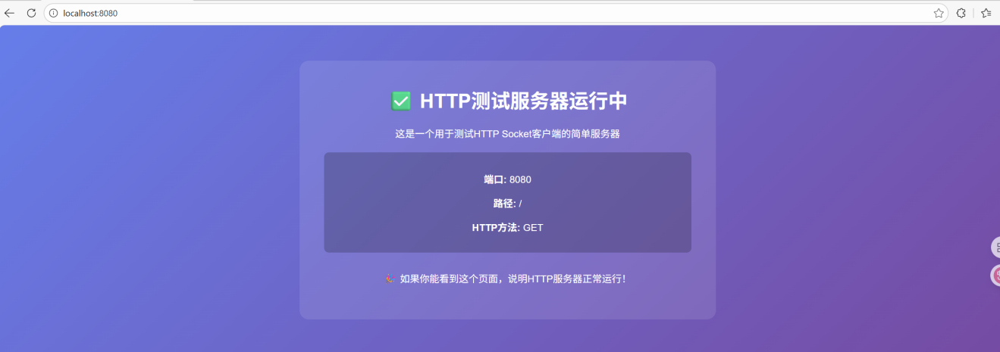 localhost:8080
✅ HTTP测试服务器运行中
这是一个用于测试HTTP Socket客户端的简单服务器
端口: 8080
路径: /
HTTP方法: GET
🎉 如果你能看到这个页面，说明HTTP服务器正常运行！